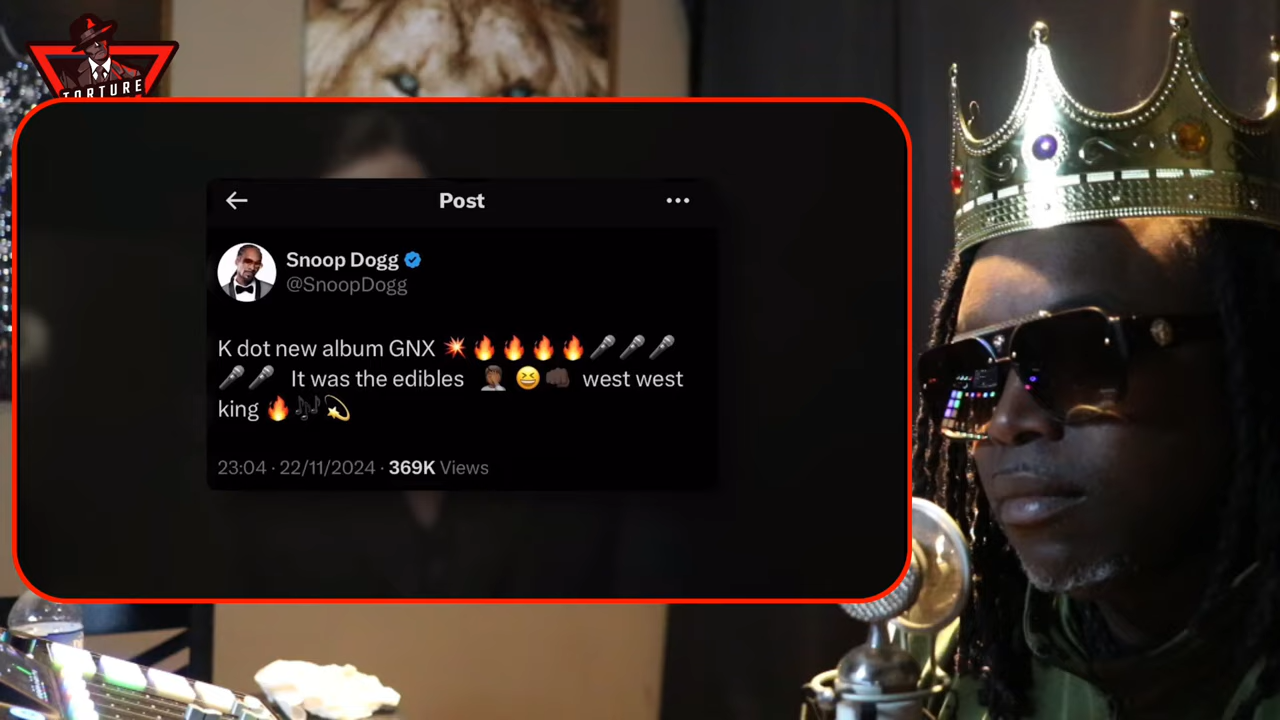 TORTURE
Post
Snoop Dogg
@SnoopDogg
K dot new album GNX 💥🔥🔥🔥🔥🎤🎤🎤
🎤🎤 It was the edibles 🤦🏾‍♂️😆👊🏿 west west
king 🔥🎶💫
23:04 · 22/11/2024 · 369K Views